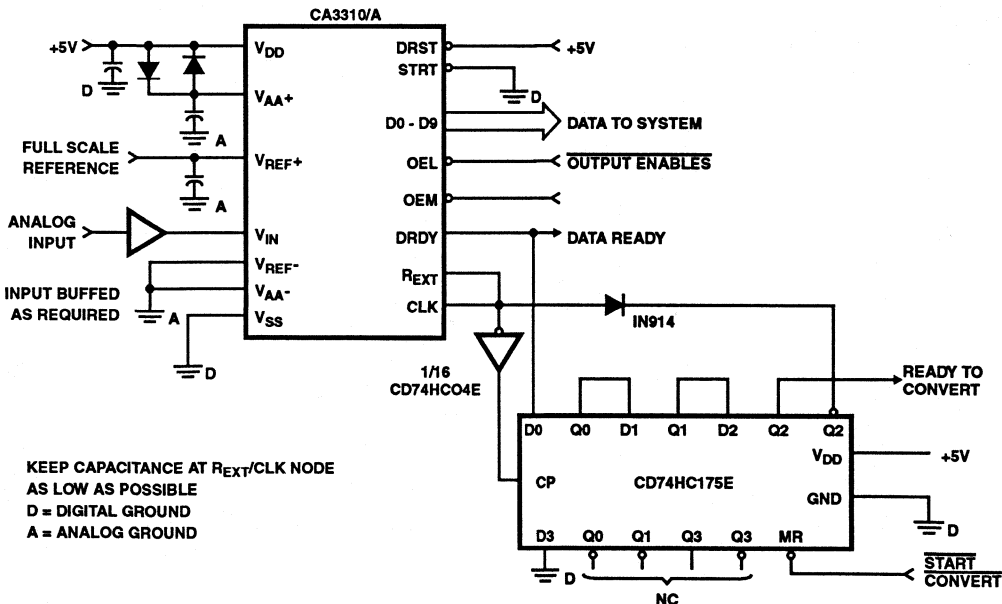 CA3310/A
+5V
VDD
DRST
+5V
STRT
D
D
VAA+
A
D0 - D9
DATA TO SYSTEM
FULL SCALE
REFERENCE
VREF+
OEL
OUTPUT ENABLES
A
OEM
ANALOG
INPUT
VIN
DRDY
DATA READY
VREF-
REXT
INPUT BUFFED
AS REQUIRED
VAA-
A
CLK
IN914
VSS
D
1/16
CD74HCO4E
READY TO
CONVERT
D0 Q0 D1 Q1 D2 Q2 Q2
VDD
+5V
CP
CD74HC175E
GND
D
KEEP CAPACITANCE AT REXT/CLK NODE
AS LOW AS POSSIBLE
D = DIGITAL GROUND
A = ANALOG GROUND
D3 Q0 Q1 Q3 Q3 MR
D
NC
START
CONVERT